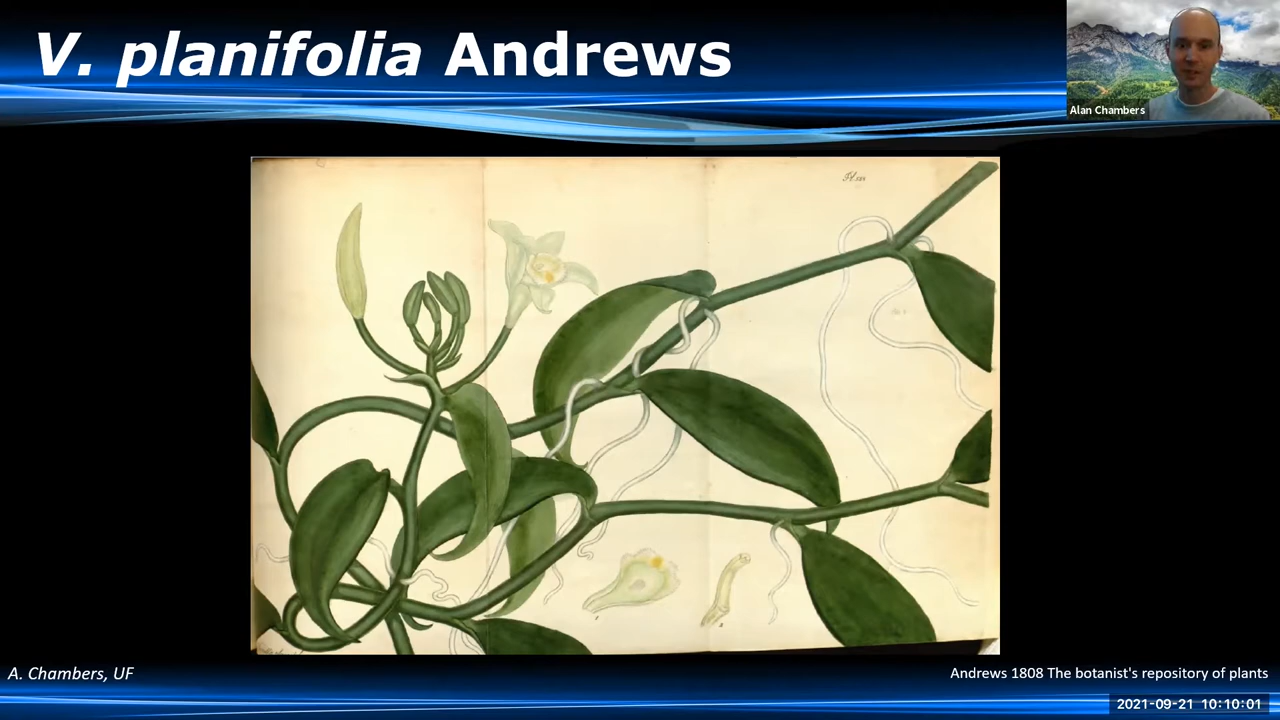 V. planifolia Andrews
Alan Chambers
A. Chambers, UF
Andrews 1808 The botanist's repository of plants
2021-09-21 10:10:01